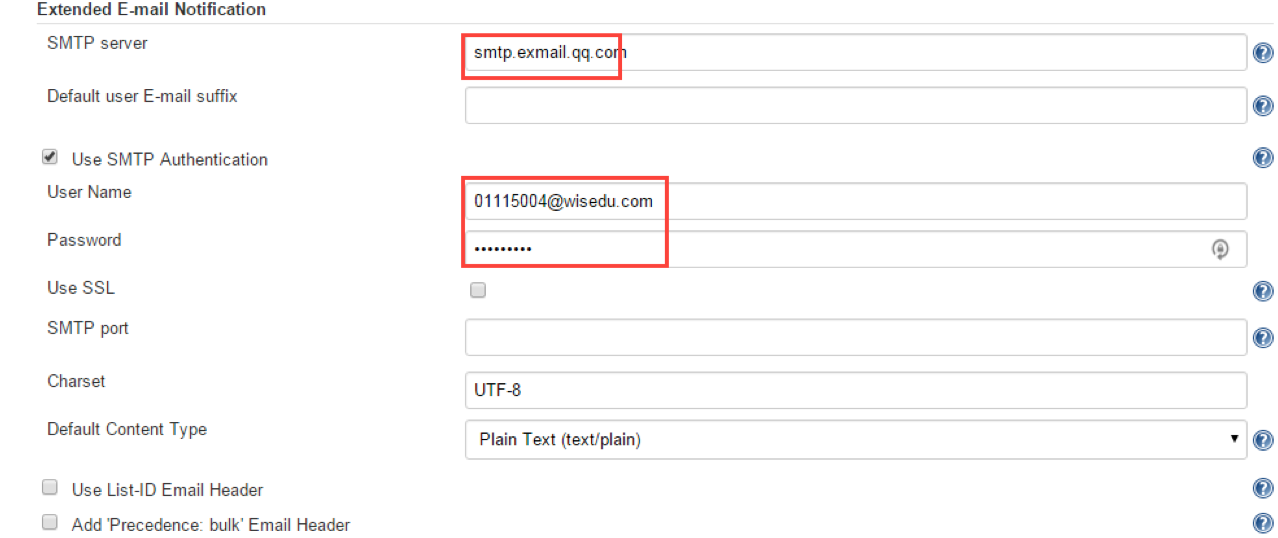 Extended E-mail Notification
SMTP server
smtp.exmail.qq.com
Default user E-mail suffix
Use SMTP Authentication
User Name
01115004@wisedu.com
Password
•••••••••
Use SSL
SMTP port
Charset
UTF-8
Default Content Type
Plain Text (text/plain)
Use List-ID Email Header
Add 'Precedence: bulk' Email Header